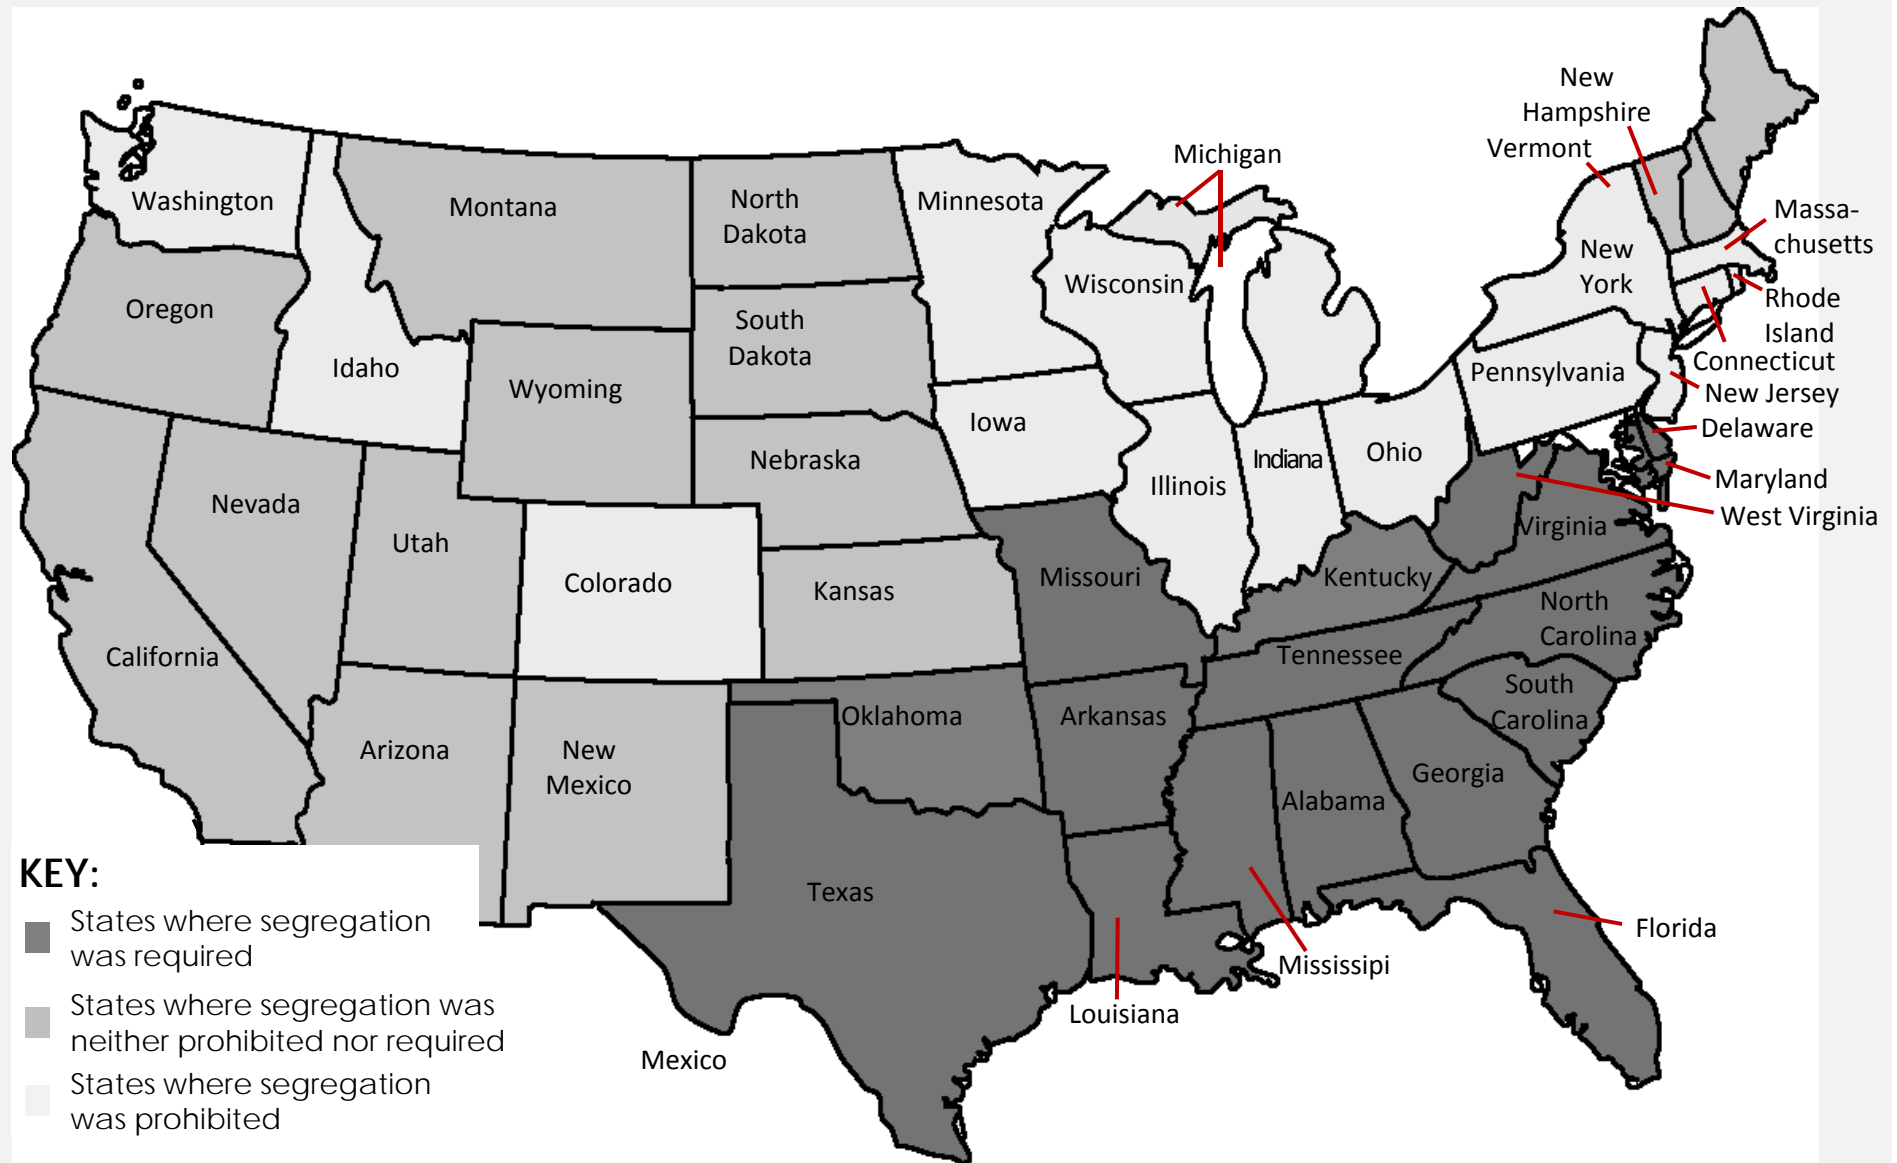 New
Hampshire
Vermont
Michigan
Washington
Montana
North
Dakota
Minnesota
Massa-
chusetts
Oregon
Wisconsin
New
York
Rhode
Island
South
Dakota
Idaho
Wyoming
Connecticut
Pennsylvania
New Jersey
Iowa
Delaware
Nebraska
Indiana
Ohio
Illinois
Maryland
Nevada
West Virginia
Virginia
Utah
Colorado
Kansas
Missouri
Kentucky
North
Carolina
California
Tennessee
South
Carolina
Oklahoma
Arkansas
Arizona
New
Mexico
Georgia
Alabama
Texas
Florida
Mississipi
Louisiana
Mexico
KEY:
States where segregation
was required
States where segregation was
neither prohibited nor required
States where segregation
was prohibited